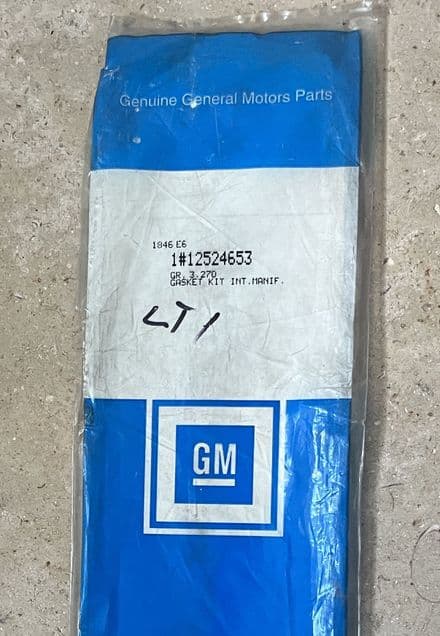 Genuine General Motors Parts
1846 E6
1#12524653
GR. 3.270
GASKET KIT INT.MANIF.
LT1
GM